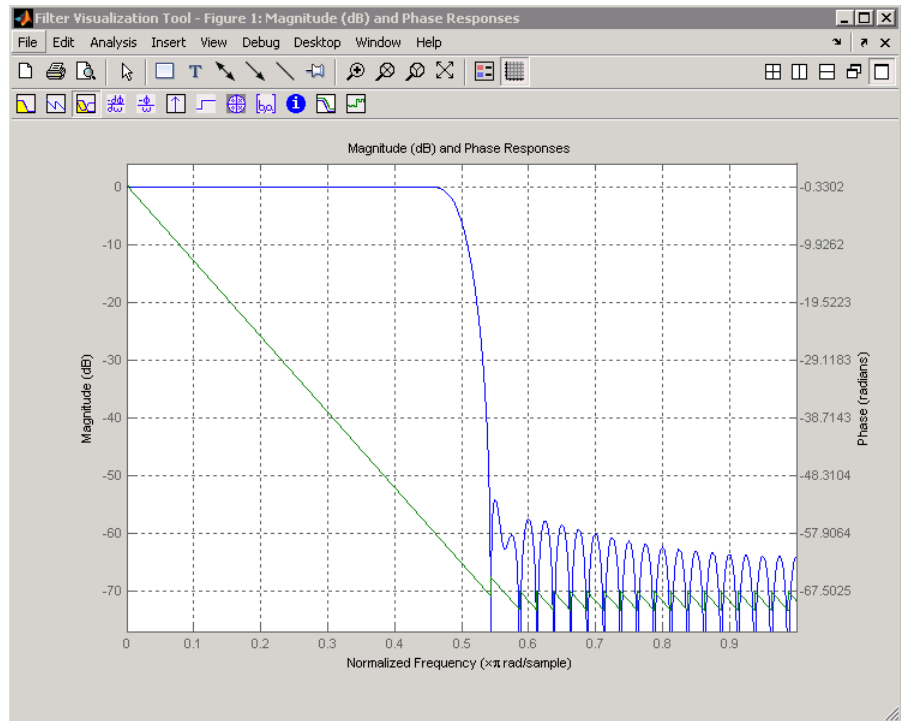 Filter Visualization Tool - Figure 1: Magnitude (dB) and Phase Responses
File Edit Analysis Insert View Debug Desktop Window Help
Magnitude (dB) and Phase Responses
0
-10
-20
-30
-40
-50
-60
-70
Magnitude (dB)
-0.3302
-9.9262
-19.5223
-29.1183
-38.7143
-48.3104
-57.9064
-67.5025
Phase (radians)
0 0.1 0.2 0.3 0.4 0.5 0.6 0.7 0.8 0.9
Normalized Frequency (×π rad/sample)